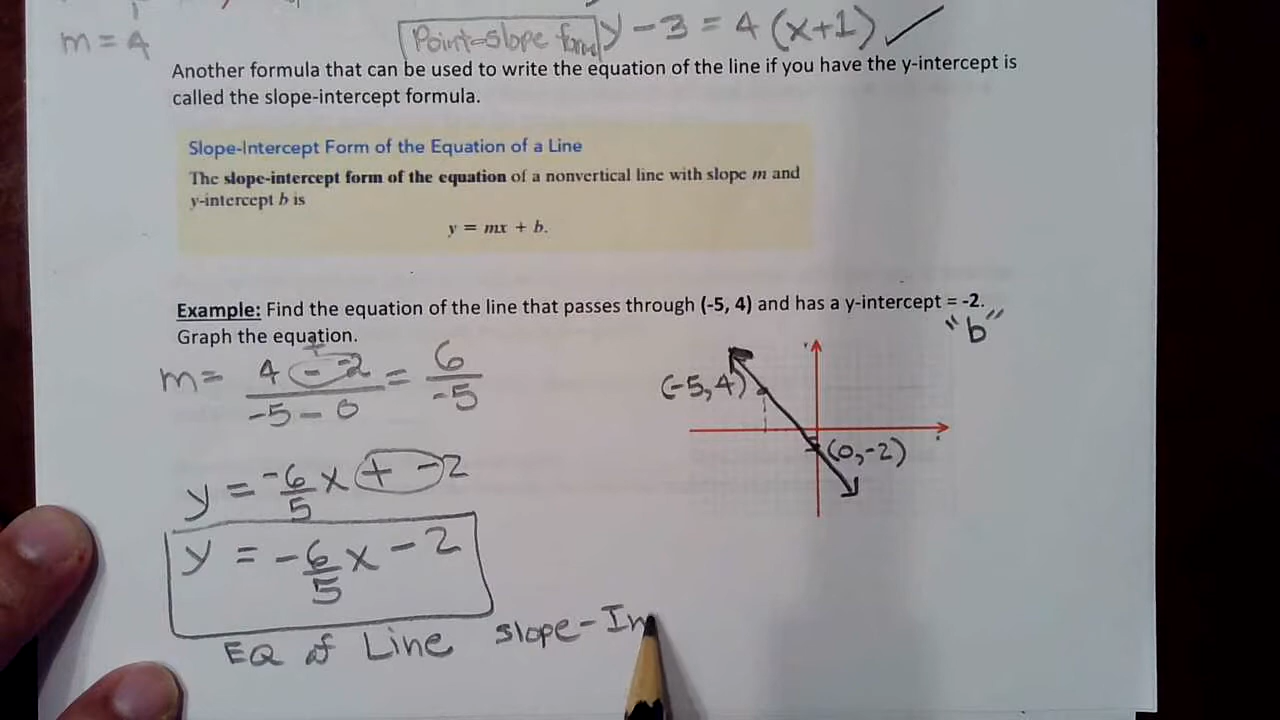 m = 4
Point-slope form y - 3 = 4 (x+1) ✓
Another formula that can be used to write the equation of the line if you have the y-intercept is
called the slope-intercept formula.
Slope-Intercept Form of the Equation of a Line
The slope-intercept form of the equation of a nonvertical line with slope m and
y-intercept b is
y = mx + b.
Example: Find the equation of the line that passes through (-5, 4) and has a y-intercept = -2.
"b"
Graph the equation.
m = 4 - -2 / -5 - 0 = 6 / -5
(-5,4)
(0,-2)
y = -6/5 x + -2
y = -6/5 x - 2
EQ of Line slope-In